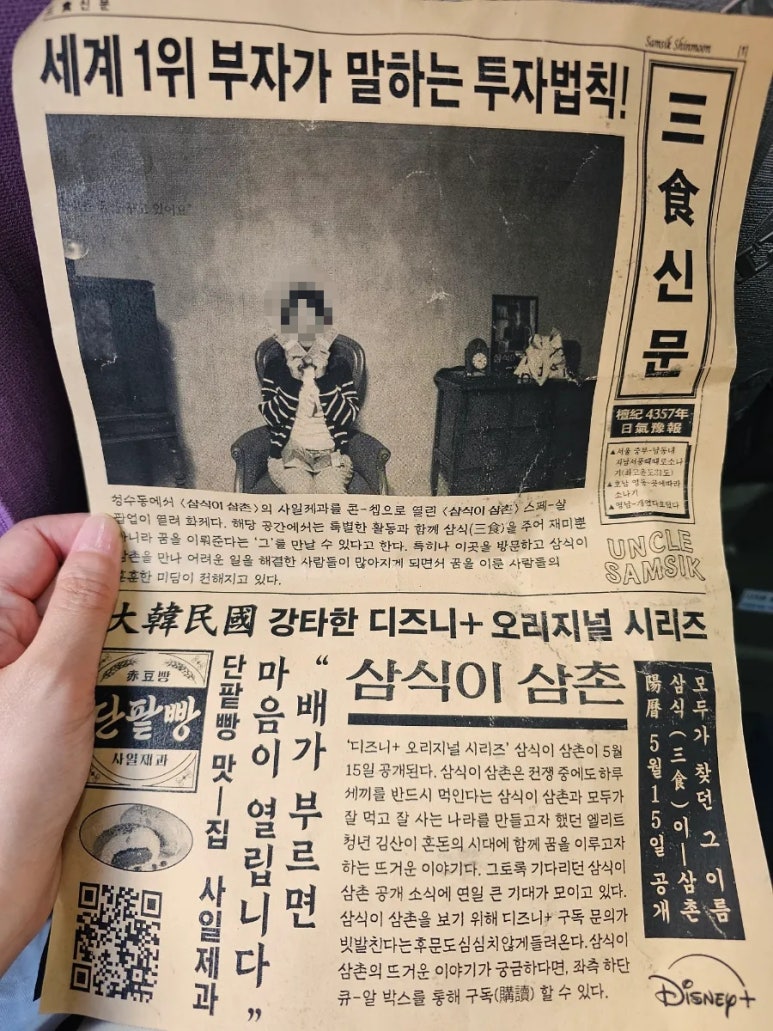 三食신문
Samsik Shinmoon
(1)
세계 1위 부자가 말하는 투자법칙!
三食신문
檀紀 4357年
日氣豫報
UNCLE
SAMSIK
성수동에서 〈삼식이 삼촌〉의 사일제과를 콘-셉으로 열린 〈삼식이 삼촌〉 스페-샬
팝업이 열려 화제다. 해당 공간에서는 특별한 활동과 함께 삼식(三食)을 주어 재미뿐
아니라 꿈을 이뤄준다는 '그'를 만날 수 있다고 한다. 특히나 이곳을 방문하고 삼식이
삼촌을 만나 어려운 일을 해결한 사람들이 많아지게 되면서 꿈을 이룬 사람들의
훈훈한 미담이 전해지고 있다.
大韓民國 강타한 디즈니+ 오리지널 시리즈
삼식이 삼촌
'디즈니+ 오리지널 시리즈' 삼식이 삼촌이 5월
15일 공개된다. 삼식이 삼촌은 전쟁 중에도 하루
세끼를 반드시 먹인다는 삼식이 삼촌과 모두가
잘 먹고 잘 사는 나라를 만들고자 했던 엘리트
청년 김산이 혼돈의 시대에 함께 꿈을 이루고자
하는 뜨거운 이야기다. 그토록 기다리던 삼식이
삼촌 공개 소식에 연일 큰 기대가 모이고 있다.
삼식이 삼촌을 보기 위해 디즈니+ 구독 문의가
빗발친다는 후문도 심심치 않게 들려온다. 삼식이
삼촌의 뜨거운 이야기가 궁금하다면, 좌측 하단
큐-알 박스를 통해 구독(購讀) 할 수 있다.
모두가 찾던 그 이름
삼식(三食)이-삼촌
陽曆 5월15일 공개
"배가 부르면
마음이 열립니다"
단팥빵 맛-집 사일제과
赤豆빵
단팥빵
사일제과
Disney+